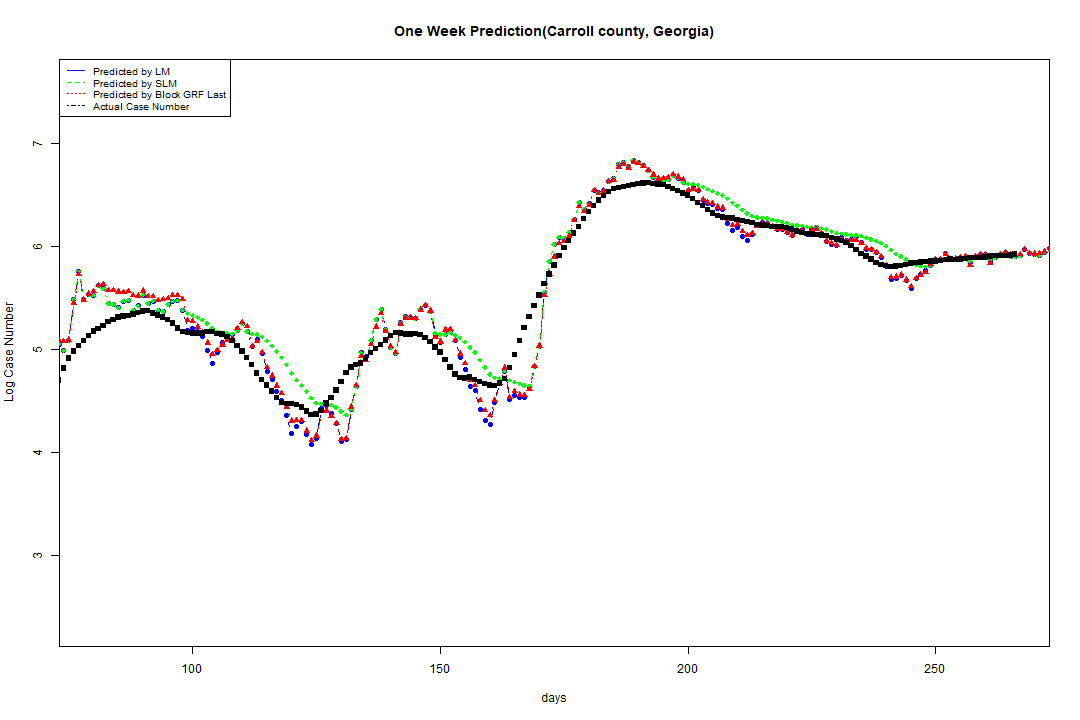 One Week Prediction(Carroll county, Georgia)
Predicted by LM
Predicted by SLM
Predicted by Block GRF Last
Actual Case Number
Log Case Number
7
6
5
4
3
100 150 200 250
days